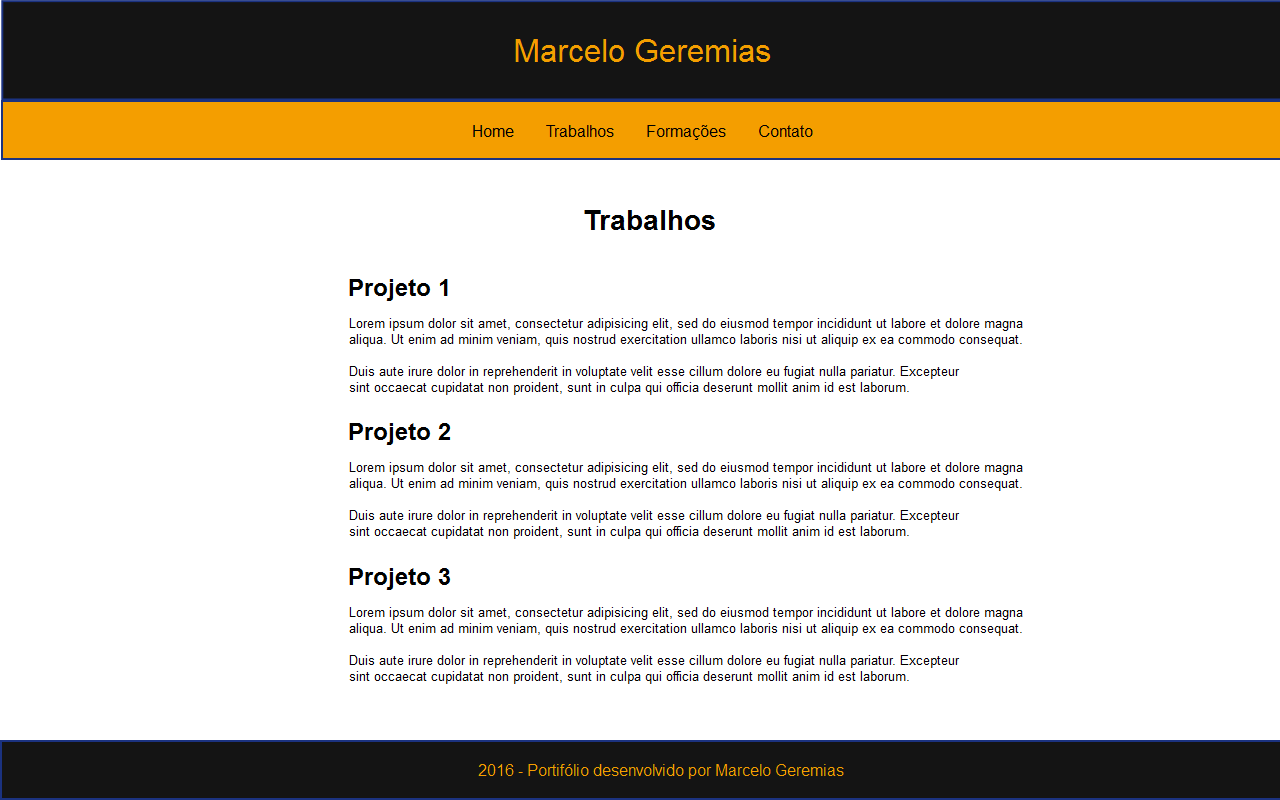 Marcelo Geremias
Home Trabalhos Formações Contato
Trabalhos
Projeto 1
Lorem ipsum dolor sit amet, consectetur adipisicing elit, sed do eiusmod tempor incididunt ut labore et dolore magna
aliqua. Ut enim ad minim veniam, quis nostrud exercitation ullamco laboris nisi ut aliquip ex ea commodo consequat.
Duis aute irure dolor in reprehenderit in voluptate velit esse cillum dolore eu fugiat nulla pariatur. Excepteur
sint occaecat cupidatat non proident, sunt in culpa qui officia deserunt mollit anim id est laborum.
Projeto 2
Lorem ipsum dolor sit amet, consectetur adipisicing elit, sed do eiusmod tempor incididunt ut labore et dolore magna
aliqua. Ut enim ad minim veniam, quis nostrud exercitation ullamco laboris nisi ut aliquip ex ea commodo consequat.
Duis aute irure dolor in reprehenderit in voluptate velit esse cillum dolore eu fugiat nulla pariatur. Excepteur
sint occaecat cupidatat non proident, sunt in culpa qui officia deserunt mollit anim id est laborum.
Projeto 3
Lorem ipsum dolor sit amet, consectetur adipisicing elit, sed do eiusmod tempor incididunt ut labore et dolore magna
aliqua. Ut enim ad minim veniam, quis nostrud exercitation ullamco laboris nisi ut aliquip ex ea commodo consequat.
Duis aute irure dolor in reprehenderit in voluptate velit esse cillum dolore eu fugiat nulla pariatur. Excepteur
sint occaecat cupidatat non proident, sunt in culpa qui officia deserunt mollit anim id est laborum.
2016 - Portifólio desenvolvido por Marcelo Geremias